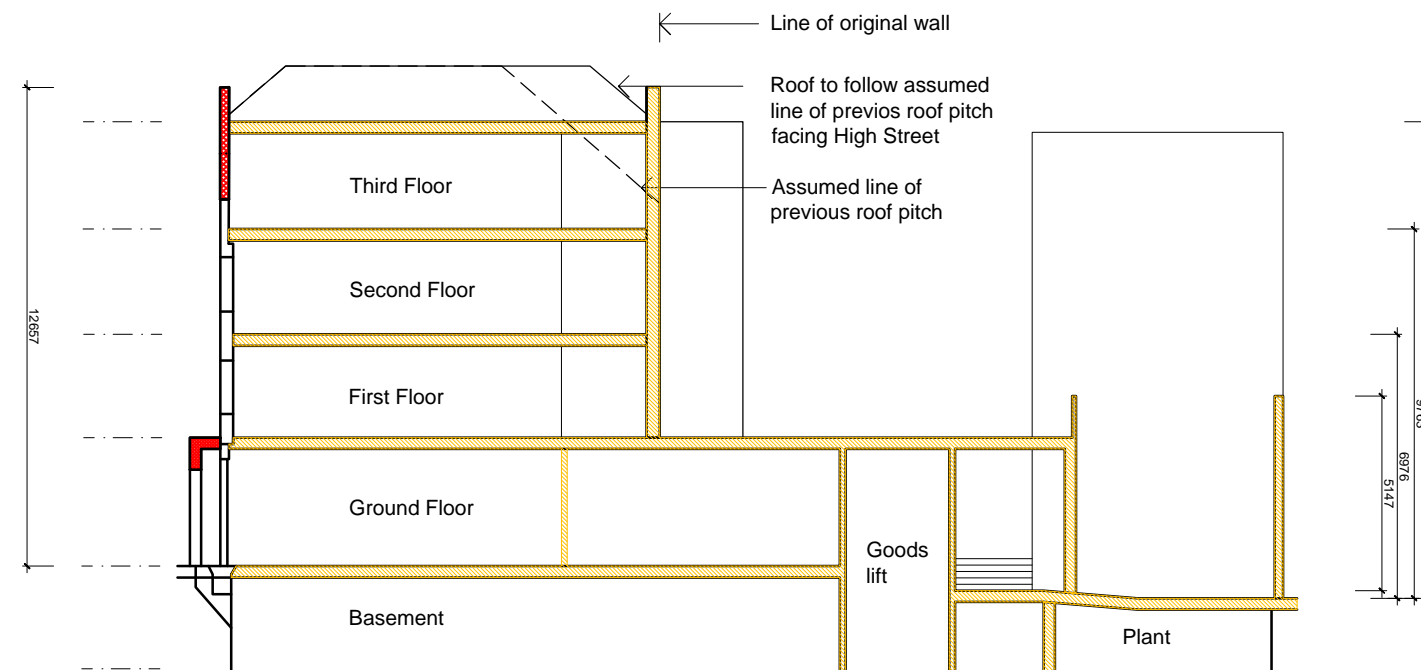 Line of original wall
Roof to follow assumed
line of previos roof pitch
facing High Street
Assumed line of
previous roof pitch
Third Floor
Second Floor
First Floor
Ground Floor
Goods
lift
Basement
Plant
12657
5147
6976